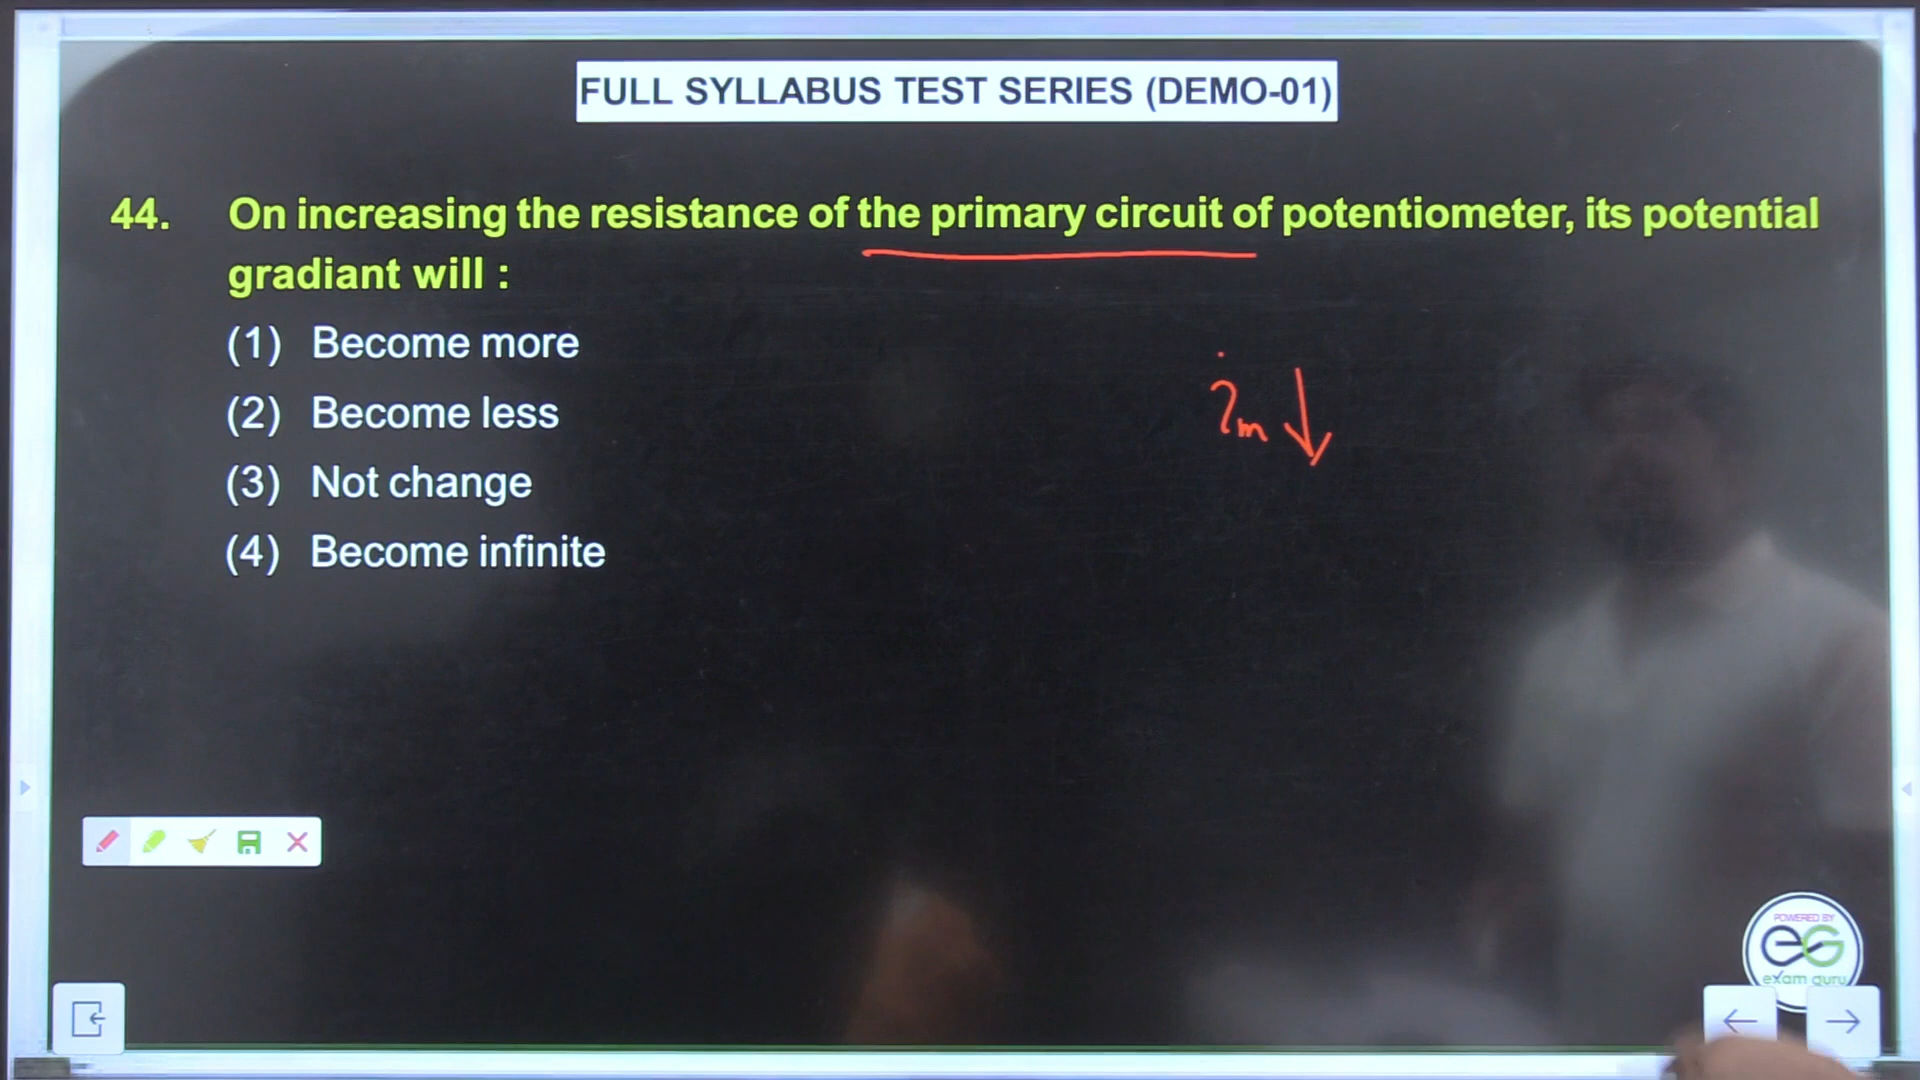 FULL SYLLABUS TEST SERIES (DEMO-01)
44. On increasing the resistance of the primary circuit of potentiometer, its potential
gradiant will :
(1) Become more
(2) Become less
(3) Not change
(4) Become infinite
im ↓
POWERED BY
eG
exam guru